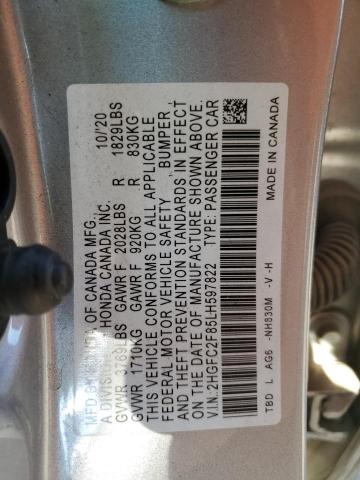 MFD. BY HONDA OF CANADA MFG. 10/'20
A DIVISION OF HONDA CANADA INC.
GVWR 3769LBS GAWR F 2028LBS R 1829LBS
GVWR 1710KG GAWR F 920KG R 830KG
THIS VEHICLE CONFORMS TO ALL APPLICABLE
FEDERAL MOTOR VEHICLE SAFETY, BUMPER,
AND THEFT PREVENTION STANDARDS IN EFFECT
ON THE DATE OF MANUFACTURE SHOWN ABOVE.
V.I.N.:2HGFC2F85LH597822 TYPE: PASSENGER CAR
TBD L AG6 -NH830M -V -H MADE IN CANADA